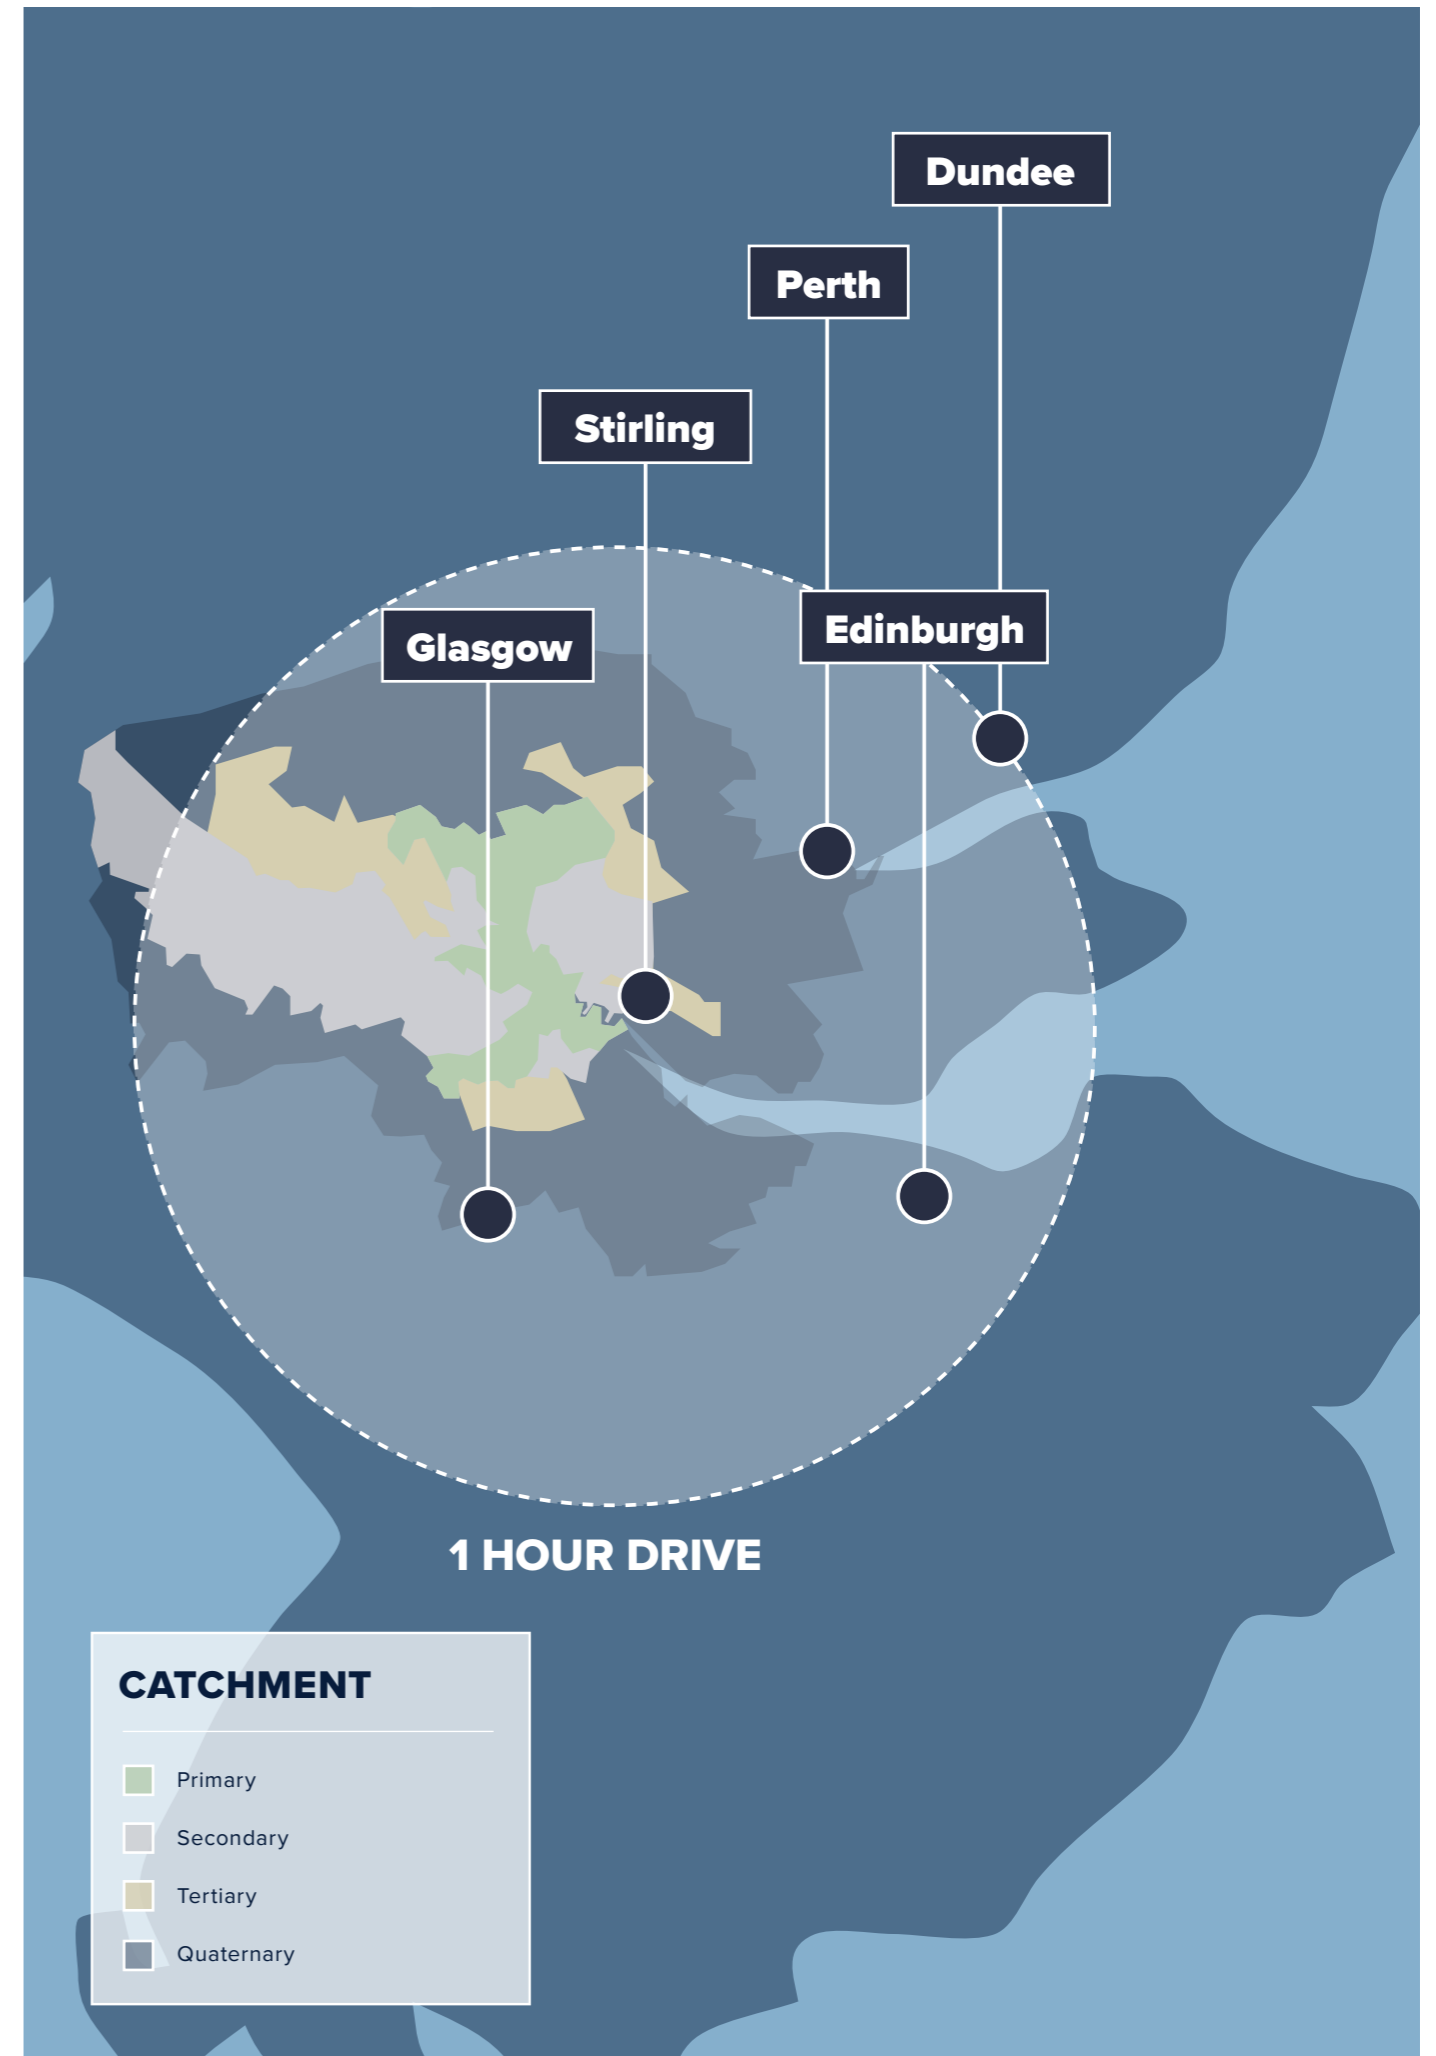 Dundee
Perth
Stirling
Edinburgh
Glasgow
1 HOUR DRIVE
CATCHMENT
Primary
Secondary
Tertiary
Quaternary